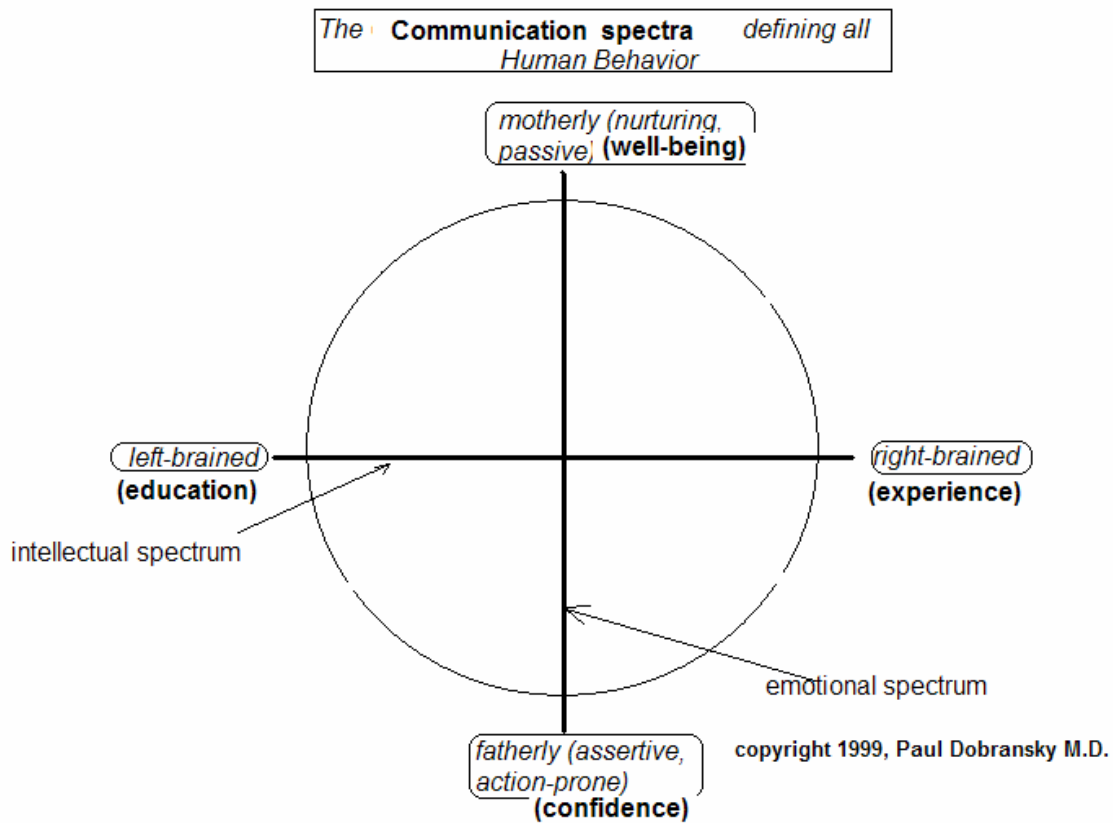 The Communication spectra defining all
Human Behavior
motherly (nurturing,
passive) (well-being)
left-brained
(education)
right-brained
(experience)
intellectual spectrum
emotional spectrum
fatherly (assertive,
action-prone)
(confidence)
copyright 1999, Paul Dobransky M.D.